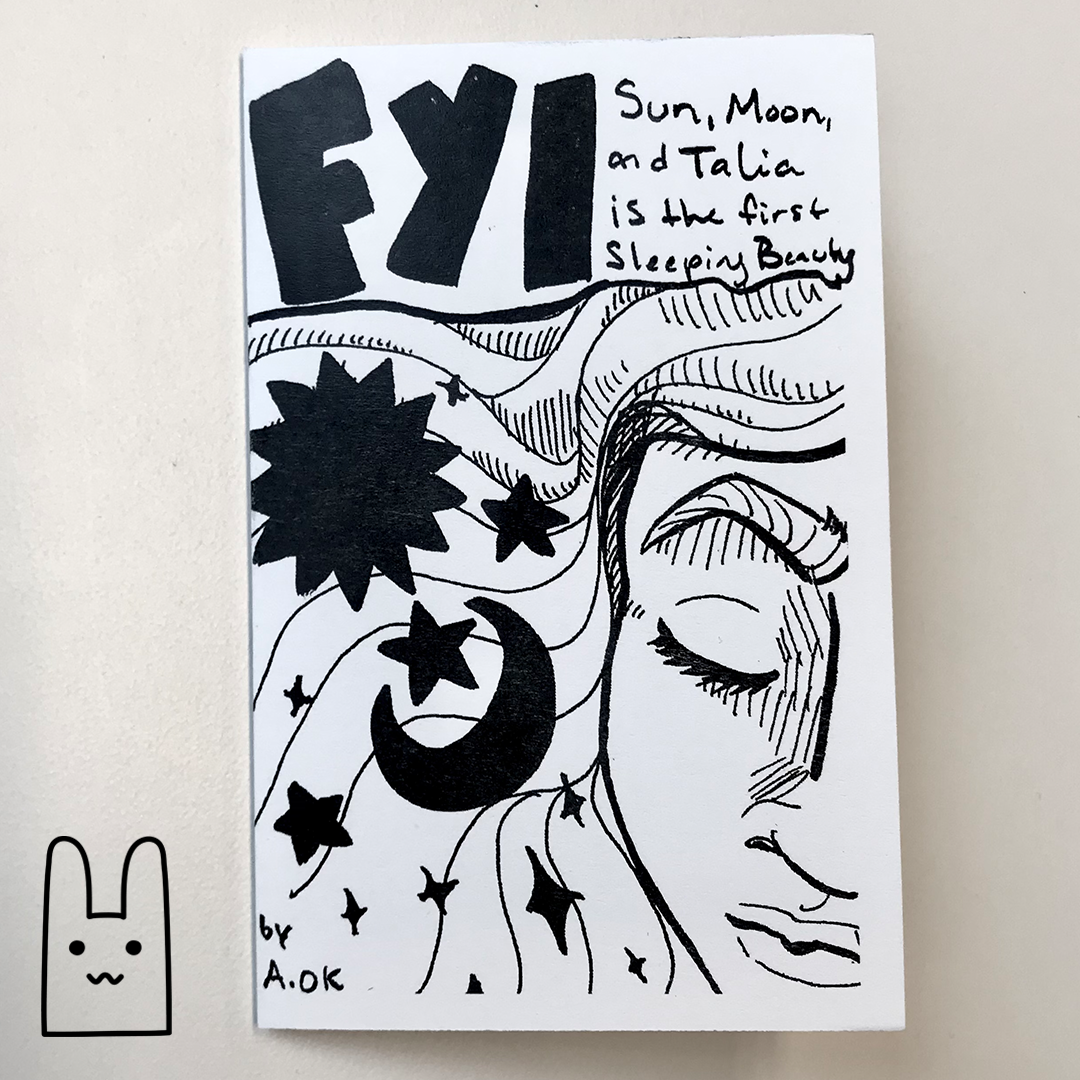 FYI
Sun, Moon,
and Talia
is the first
Sleeping Beauty
by
A.OK